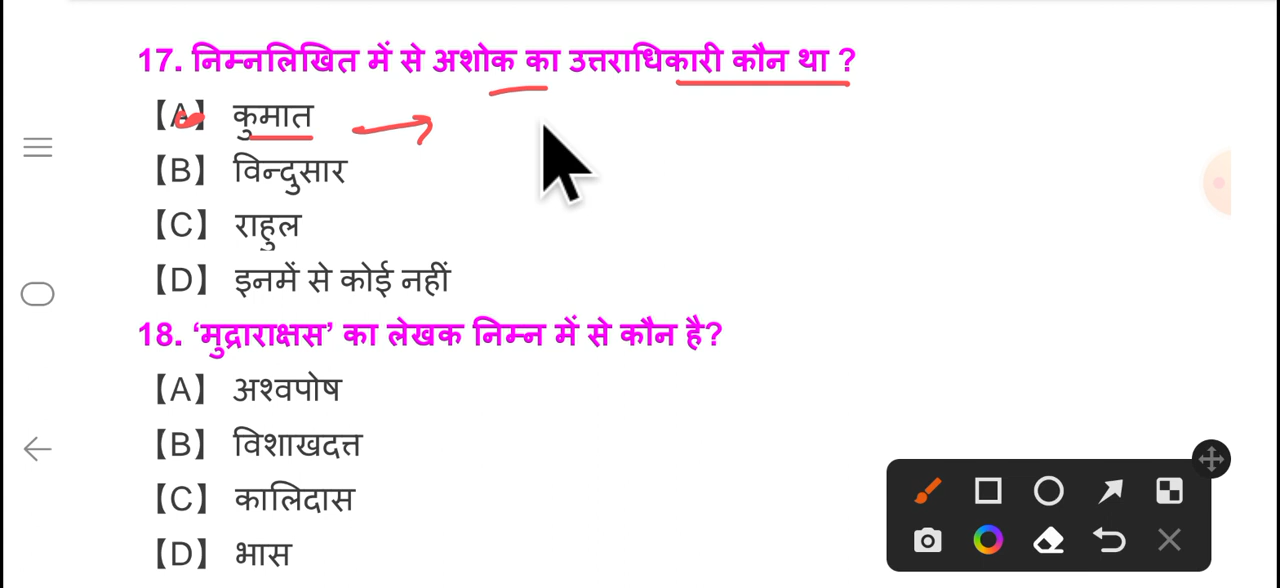 17. निम्नलिखित में से अशोक का उत्तराधिकारी कौन था ?
【A】 कुमात
【B】 विन्दुसार
【C】 राहुल
【D】 इनमें से कोई नहीं
18. ‘मुद्राराक्षस’ का लेखक निम्न में से कौन है?
【A】 अश्वपोष
【B】 विशाखदत्त
【C】 कालिदास
【D】 भास